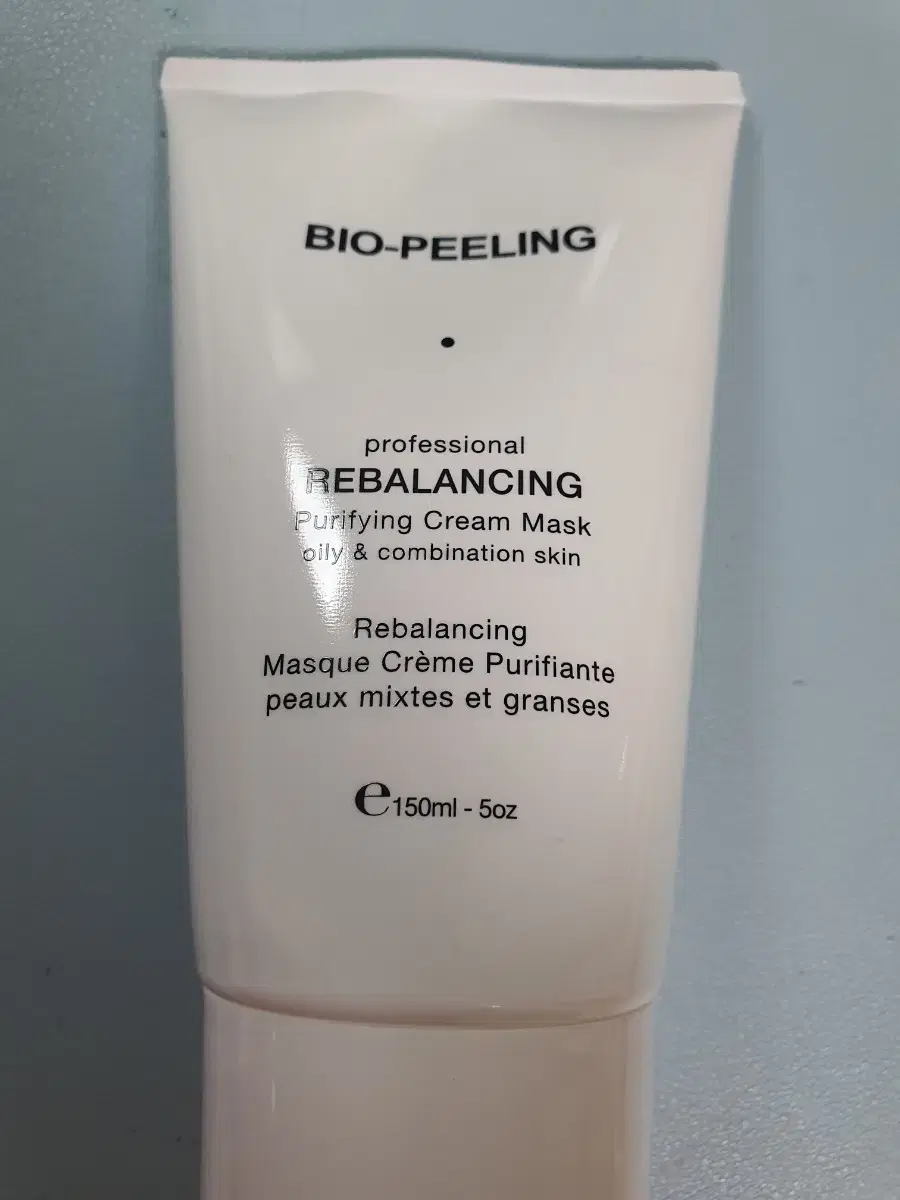 BIO-PEELING
•
professional
REBALANCING
Purifying Cream Mask
oily & combination skin
Rebalancing
Masque Crème Purifiante
peaux mixtes et granses
e150ml - 5oz